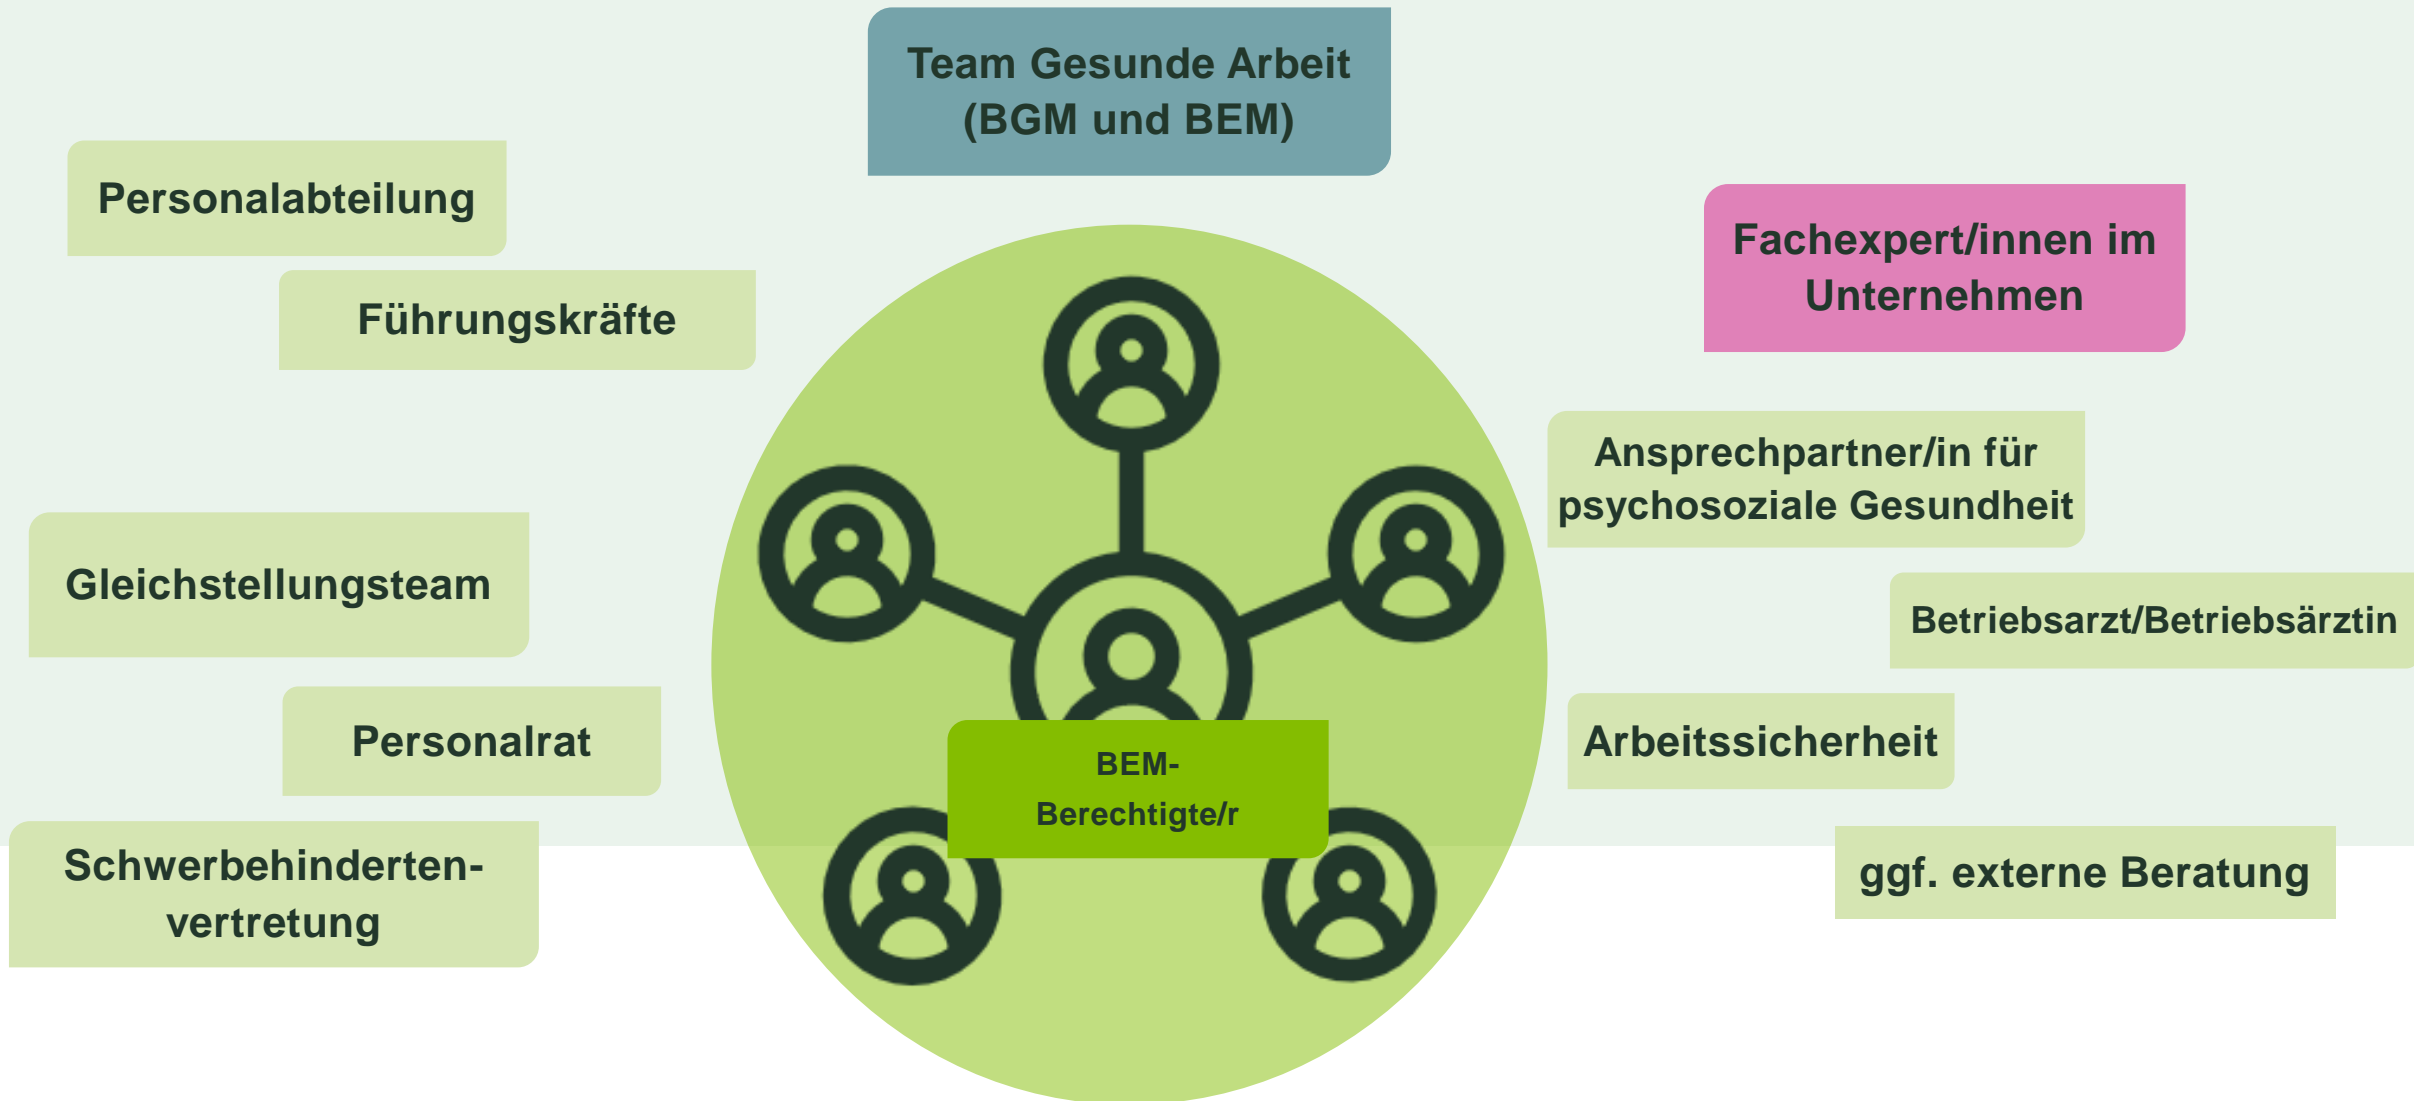 Team Gesunde Arbeit
(BGM und BEM)
Personalabteilung
Führungskräfte
Gleichstellungsteam
Personalrat
Schwerbehinderten-
vertretung
BEM-
Berechtigte/r
Fachexpert/innen im
Unternehmen
Ansprechpartner/in für
psychosoziale Gesundheit
Betriebsarzt/Betriebsärztin
Arbeitssicherheit
ggf. externe Beratung